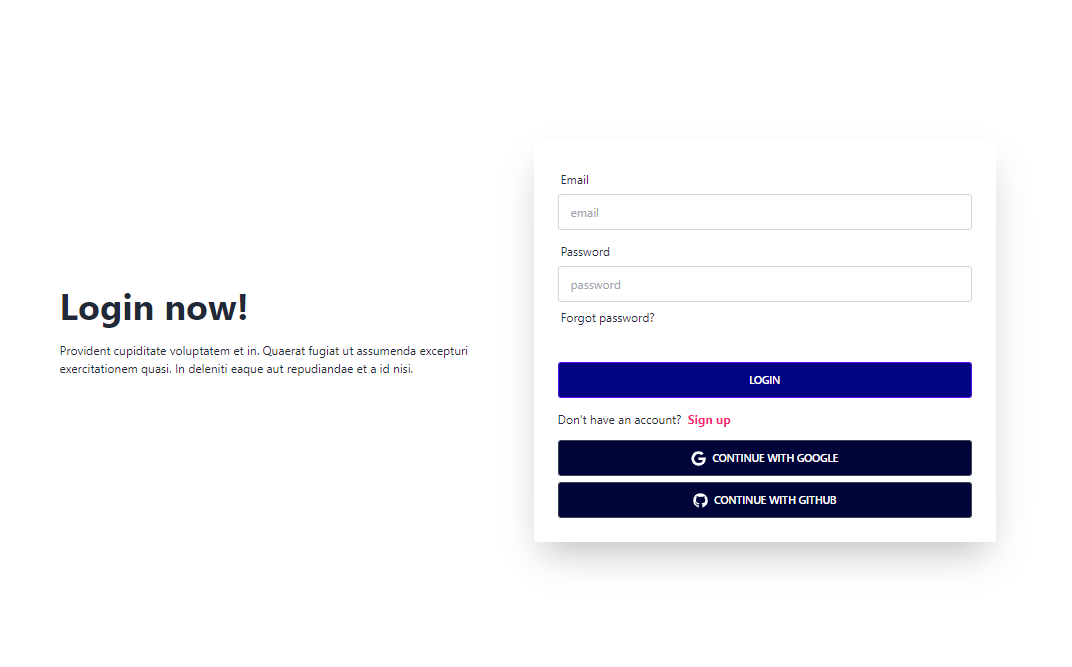 Login now!
Provident cupiditate voluptatem et in. Quaerat fugiat ut assumenda excepturi
exercitationem quasi. In deleniti eaque aut repudiandae et a id nisi.
Email
email
Password
password
Forgot password?
LOGIN
Don't have an account? Sign up
CONTINUE WITH GOOGLE
CONTINUE WITH GITHUB